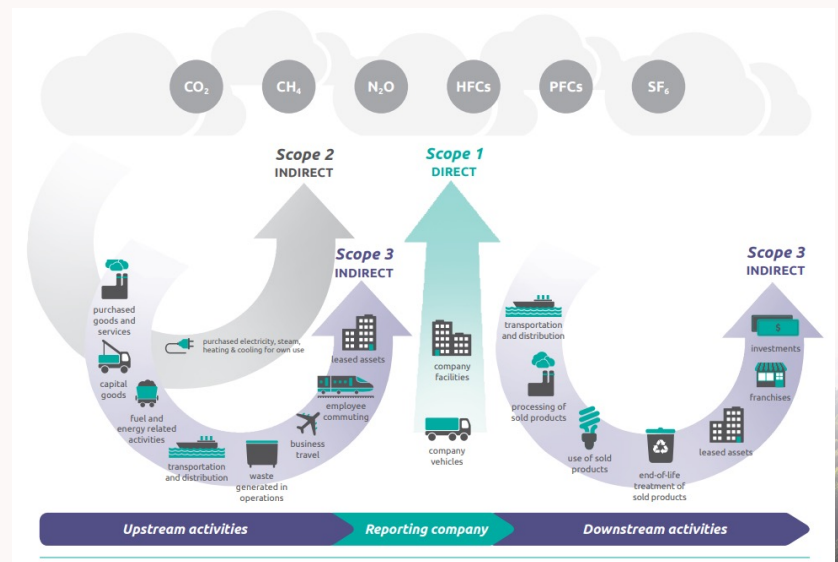 CO₂
CH₄
N₂O
HFCs
PFCs
SF₆
Scope 2
INDIRECT
Scope 1
DIRECT
Scope 3
INDIRECT
Scope 3
INDIRECT
purchased
goods and
services
capital
goods
fuel and
energy related
activities
transportation
and distribution
waste
generated in
operations
business
travel
employee
commuting
leased assets
purchased electricity, steam,
heating & cooling for own use
company
facilities
company
vehicles
transportation
and distribution
processing of
sold products
use of sold
products
end-of-life
treatment of
sold products
leased assets
franchises
$
investments
Upstream activities
Reporting company
Downstream activities